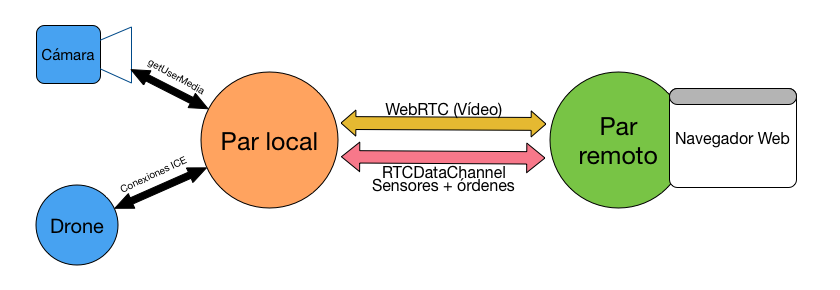 Cámara
getUserMedia
Par local
Conexiones ICE
Drone
WebRTC (Vídeo)
RTCDataChannel
Sensores + órdenes
Par
remoto
Navegador Web